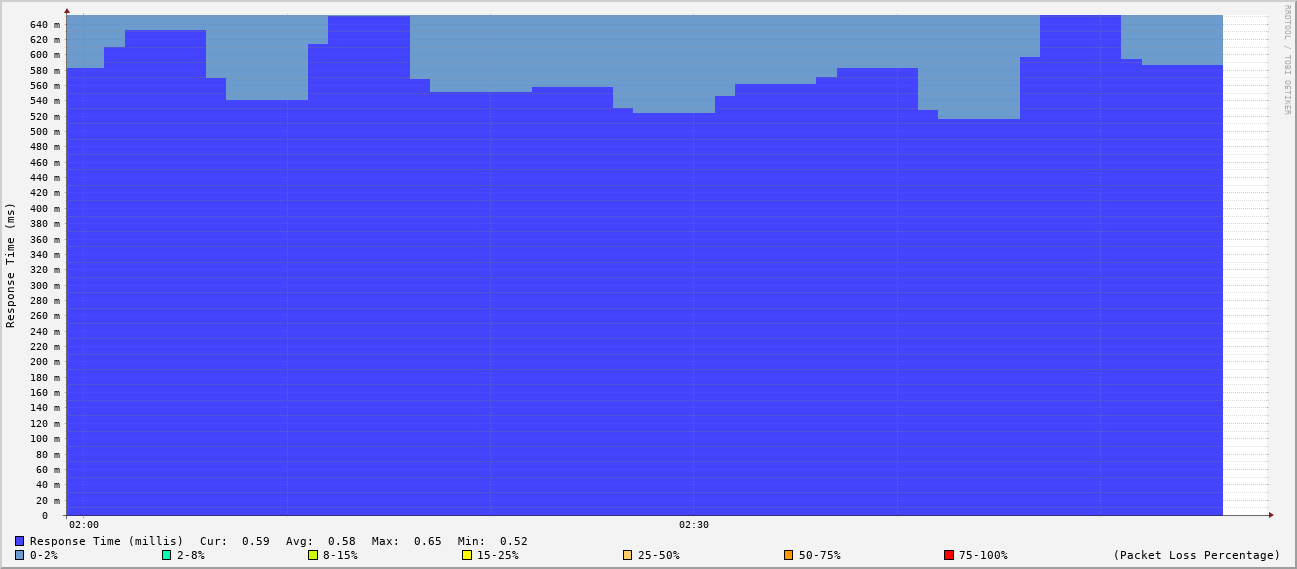 RRDTOOL / TOBI OETIKER
Response Time (ms)
640 m
620 m
600 m
580 m
560 m
540 m
520 m
500 m
480 m
460 m
440 m
420 m
400 m
380 m
360 m
340 m
320 m
300 m
280 m
260 m
240 m
220 m
200 m
180 m
160 m
140 m
120 m
100 m
80 m
60 m
40 m
20 m
0
02:00 02:30
Response Time (millis) Cur: 0.59 Avg: 0.58 Max: 0.65 Min: 0.52
0-2% 2-8% 8-15% 15-25% 25-50% 50-75% 75-100% (Packet Loss Percentage)